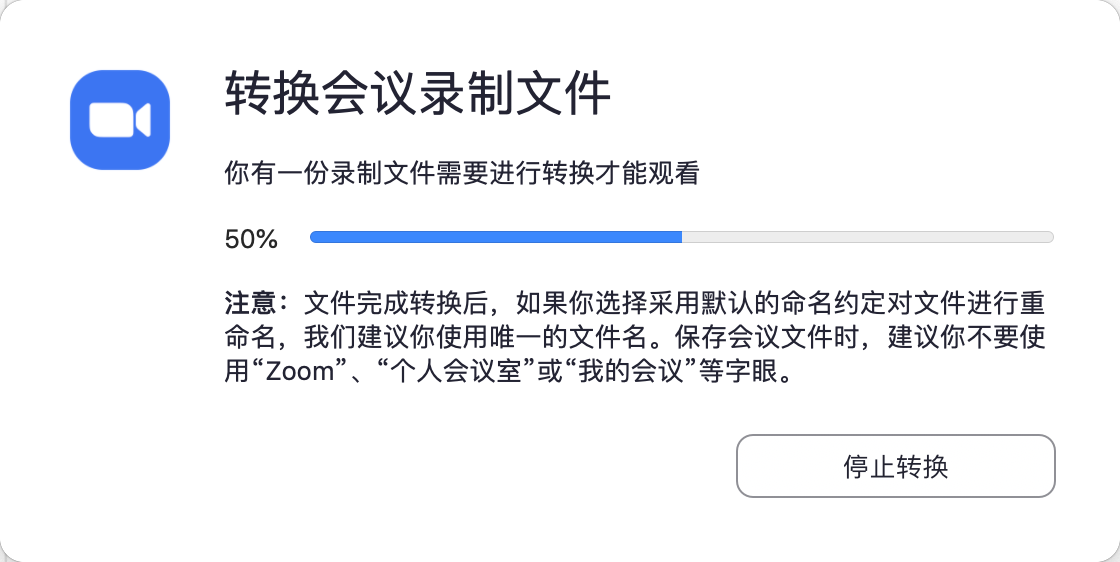 转换会议录制文件
你有一份录制文件需要进行转换才能观看
50%
注意：文件完成转换后，如果你选择采用默认的命名约定对文件进行重
命名，我们建议你使用唯一的文件名。保存会议文件时，建议你不要使
用“Zoom”、“个人会议室”或“我的会议”等字眼。
停止转换